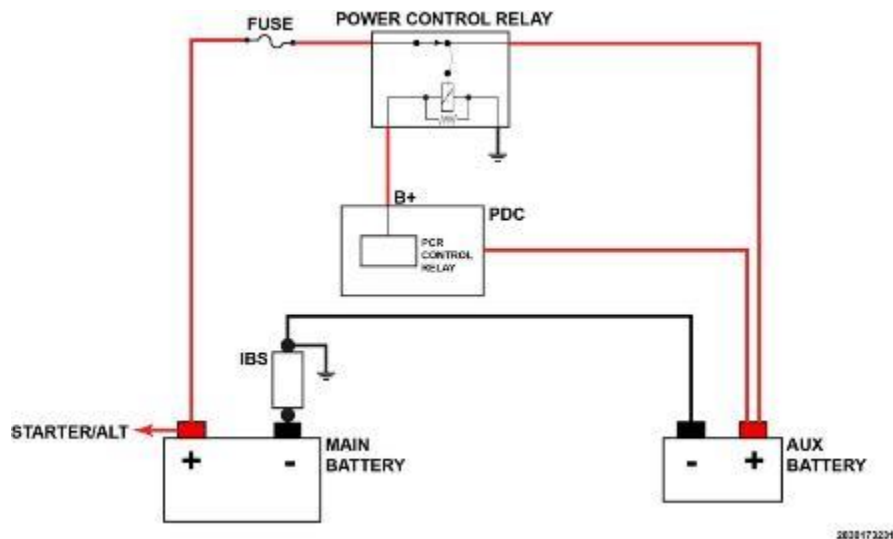 POWER CONTROL RELAY
FUSE
B+
PDC
PCR
CONTROL
RELAY
IBS
STARTER/ALT
+
-
MAIN
BATTERY
-
+
AUX
BATTERY